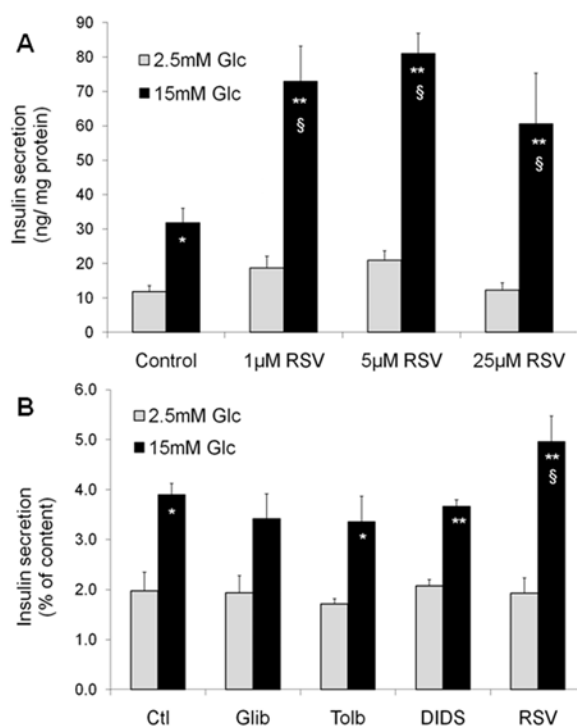 A
Insulin secretion
(ng/ mg protein)
90
80
70
60
50
40
30
20
10
0
2.5mM Glc
15mM Glc
*
**
§
**
§
**
§
Control 1µM RSV 5µM RSV 25µM RSV
B
Insulin secretion
(% of content)
6.0
5.0
4.0
3.0
2.0
1.0
0.0
2.5mM Glc
15mM Glc
*
*
**
**
§
Ctl Glib Tolb DIDS RSV